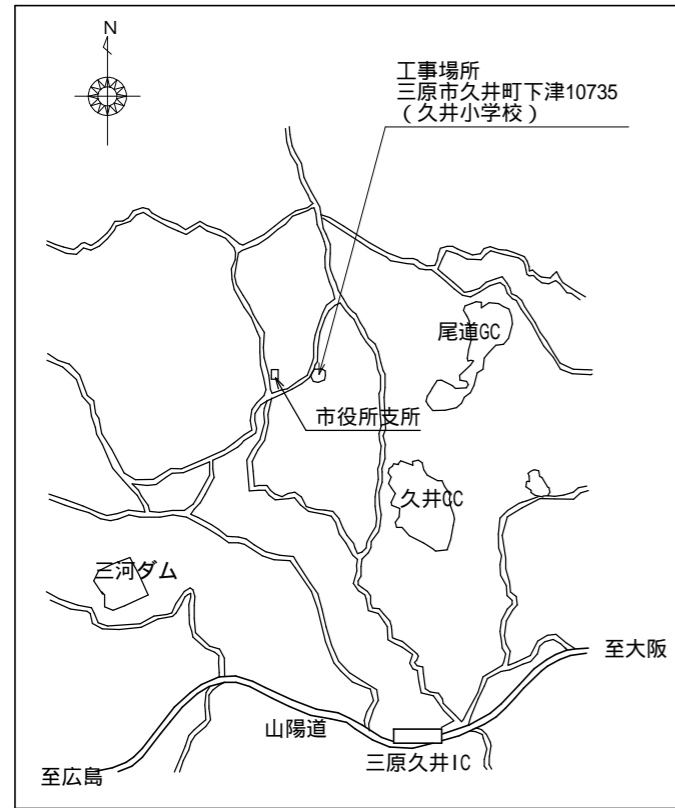 N
工事場所
三原市久井町下津10735
（久井小学校）
尾道GC
市役所支所
久井CC
三河ダム
至大阪
山陽道
三原久井IC
至広島